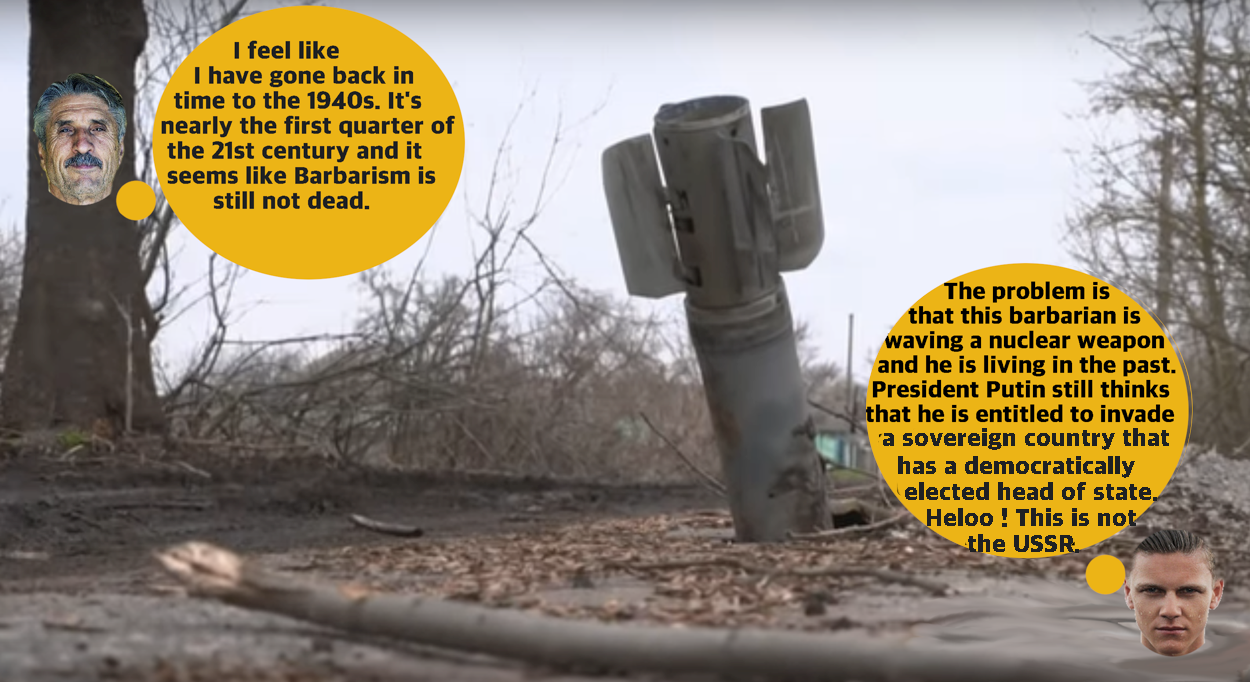 I feel like
I have gone back in
time to the 1940s. It's
nearly the first quarter of
the 21st century and it
seems like Barbarism is
still not dead.
The problem is
that this barbarian is
waving a nuclear weapon
and he is living in the past.
President Putin still thinks
that he is entitled to invade
a sovereign country that
has a democratically
elected head of state.
Heloo ! This is not
the USSR.